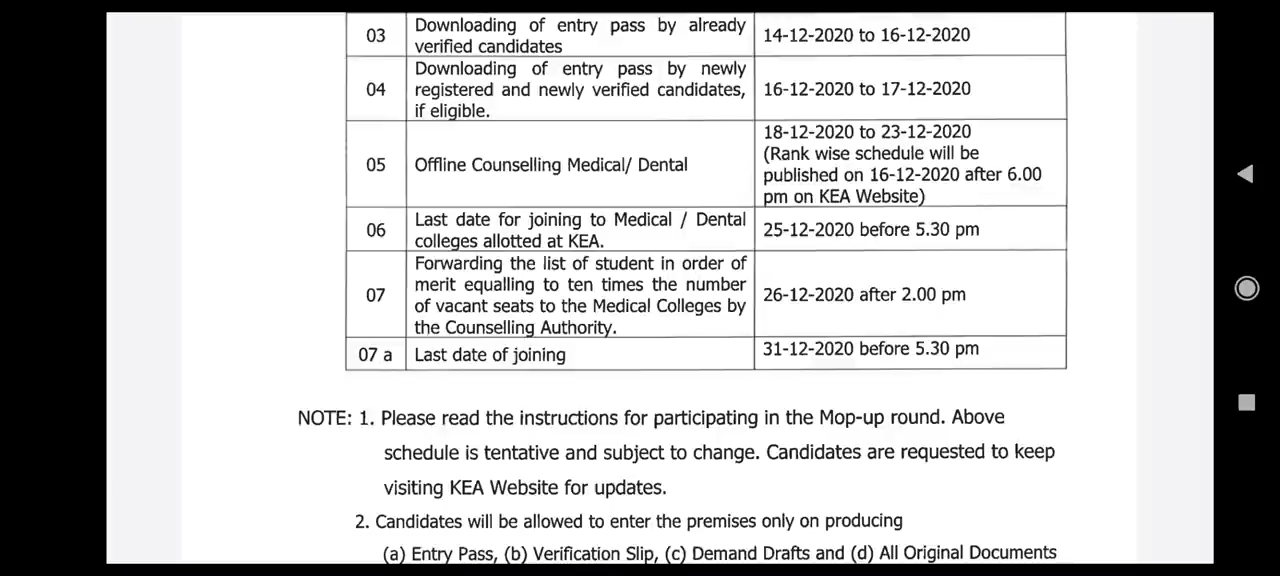 03
Downloading of entry pass by already
verified candidates
14-12-2020 to 16-12-2020
04
Downloading of entry pass by newly
registered and newly verified candidates,
if eligible.
16-12-2020 to 17-12-2020
05
Offline Counselling Medical/ Dental
18-12-2020 to 23-12-2020
(Rank wise schedule will be
published on 16-12-2020 after 6.00
pm on KEA Website)
06
Last date for joining to Medical / Dental
colleges allotted at KEA.
25-12-2020 before 5.30 pm
07
Forwarding the list of student in order of
merit equalling to ten times the number
of vacant seats to the Medical Colleges by
the Counselling Authority.
26-12-2020 after 2.00 pm
07 a
Last date of joining
31-12-2020 before 5.30 pm
NOTE: 1. Please read the instructions for participating in the Mop-up round. Above
schedule is tentative and subject to change. Candidates are requested to keep
visiting KEA Website for updates.
2. Candidates will be allowed to enter the premises only on producing
(a) Entry Pass, (b) Verification Slip, (c) Demand Drafts and (d) All Original Documents